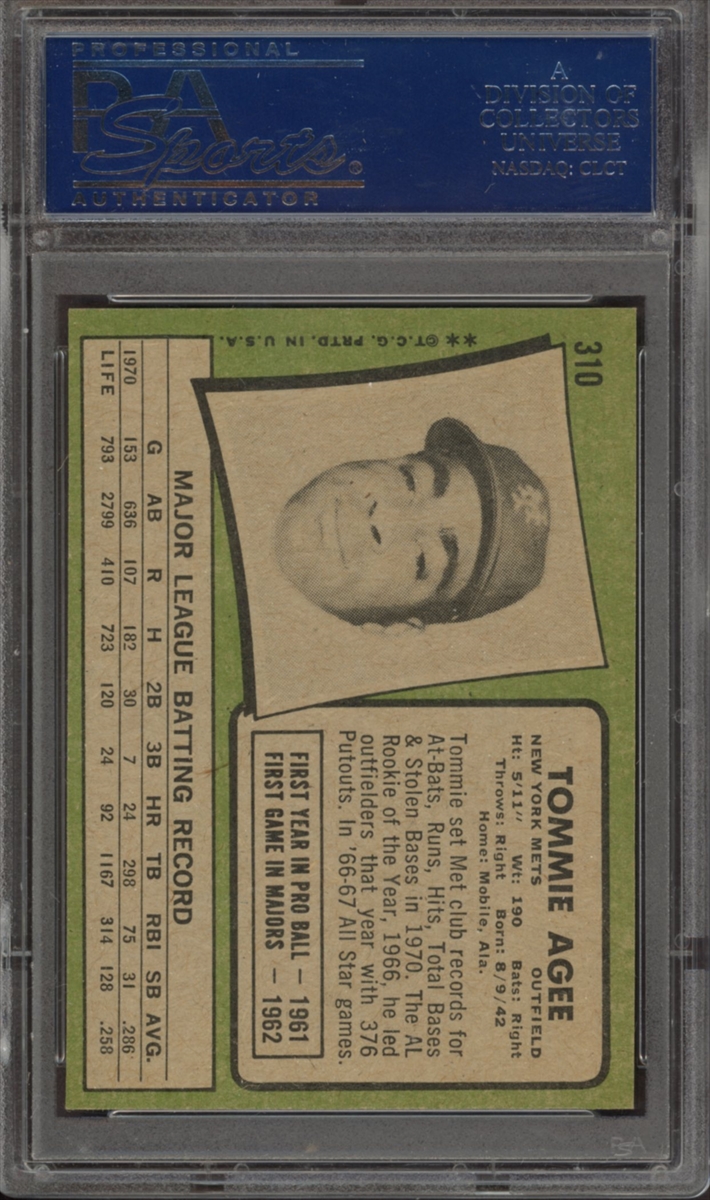 PROFESSIONAL
PSA
Sports®
AUTHENTICATOR
A
DIVISION OF
COLLECTORS
UNIVERSE
NASDAQ: CLCT
310
**©T.C.G. PRTD. IN U.S.A.
TOMMIE AGEE
NEW YORK METS OUTFIELD
Ht: 5/11// Wt: 190 Bats: Right
Throws: Right Born: 8/9/42
Home: Mobile, Ala.
Tommie set Met club records for
At-Bats, Runs, Hits, Total Bases
& Stolen Bases in 1970. The AL
Rookie of the Year, 1966, he led
outfielders that year with 376
Putouts. In '66-67 All Star games.
FIRST YEAR IN PRO BALL — 1961
FIRST GAME IN MAJORS — 1962
MAJOR LEAGUE BATTING RECORD
G AB R H 2B 3B HR TB RBI SB AVG.
1970 153 636 107 182 30 7 24 298 75 31 .286
LIFE 793 2799 410 723 120 24 92 1167 314 128 .258
PSA